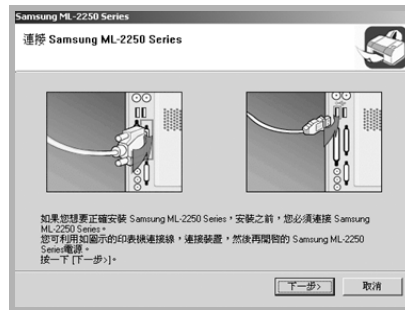 Samsung ML-2250 Series
連接 Samsung ML-2250 Series
如果您想要正確安裝 Samsung ML-2250 Series，安裝之前，您必須連接 Samsung
ML-2250 Series。
您可利用如圖示的印表機連接線，連接裝置，然後再開啟的 Samsung ML-2250
Series電源。
按一下 [下一步>]。
下一步>
取消